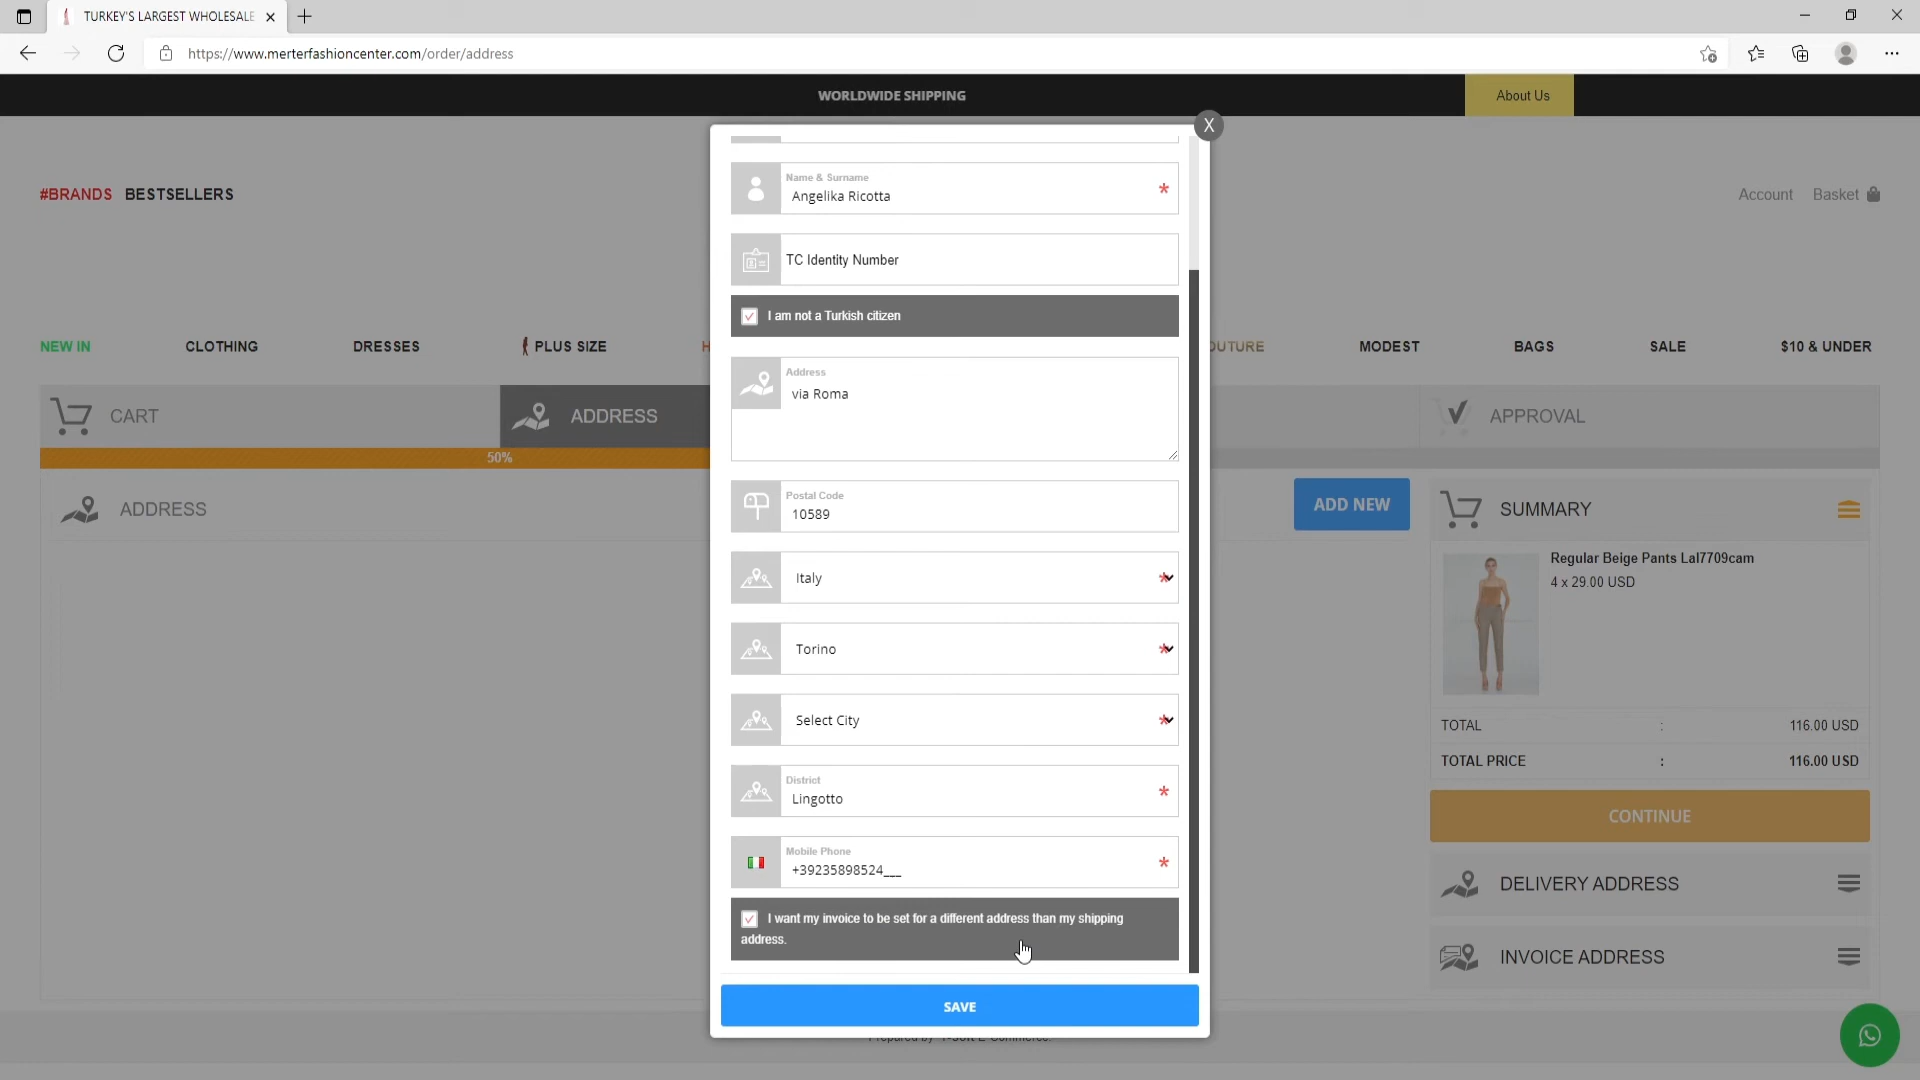 TURKEY'S LARGEST WHOLESALE
https://www.merterfashioncenter.com/order/address
WORLDWIDE SHIPPING
About Us
X
#BRANDS BESTSELLERS
Account Basket
Name & Surname
Angelika Ricotta *
TC Identity Number
I am not a Turkish citizen
NEW IN CLOTHING DRESSES PLUS SIZE H OUTURE MODEST BAGS SALE $10 & UNDER
Address
via Roma
CART ADDRESS APPROVAL
50%
ADDRESS ADD NEW SUMMARY
Postal Code
10589
Regular Beige Pants Lal7709cam
4 x 29.00 USD
Italy *
Torino *
Select City *
TOTAL : 116.00 USD
TOTAL PRICE : 116.00 USD
District
Lingotto *
CONTINUE
Mobile Phone
+39235898524___ *
DELIVERY ADDRESS
I want my invoice to be set for a different address than my shipping
address.
INVOICE ADDRESS
SAVE
Prepared by T-Soft E-Commerce.